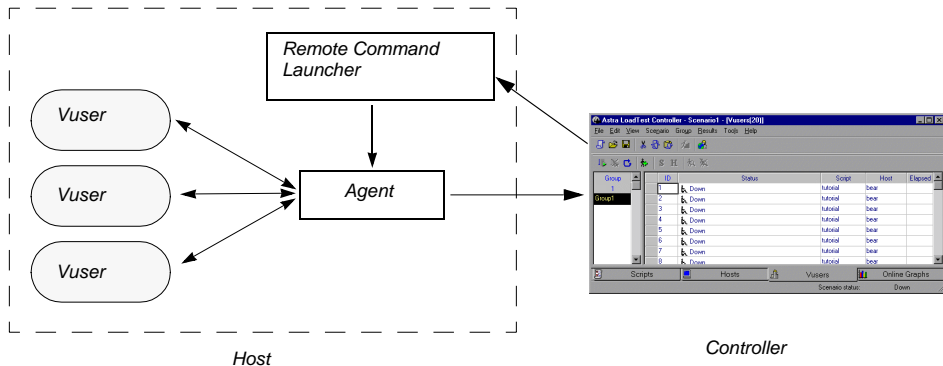 Remote Command
Launcher
Vuser
Vuser
Vuser
Agent
Host
Astra LoadTest Controller - Scenario1 - [Vusers(20)]
File Edit View Scenario Group Results Tools Help
S H
Group ID Status Script Host Elapsed
1
Group1
1 Down tutorial bear
2 Down tutorial bear
3 Down tutorial bear
4 Down tutorial bear
5 Down tutorial bear
6 Down tutorial bear
7 Down tutorial bear
8 Down tutorial bear
Scripts Hosts Vusers Online Graphs
Scenario status: Down
Controller